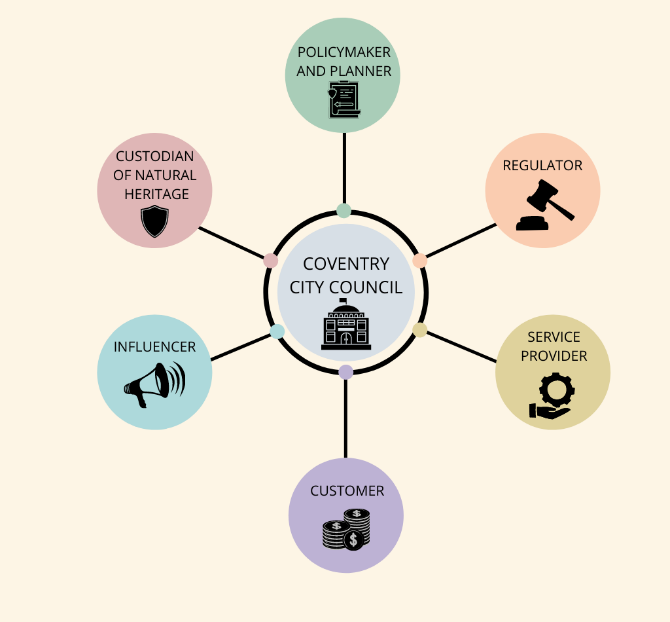 POLICYMAKER
AND PLANNER
CUSTODIAN
OF NATURAL
HERITAGE
REGULATOR
COVENTRY
CITY COUNCIL
INFLUENCER
SERVICE
PROVIDER
CUSTOMER
$
$
$